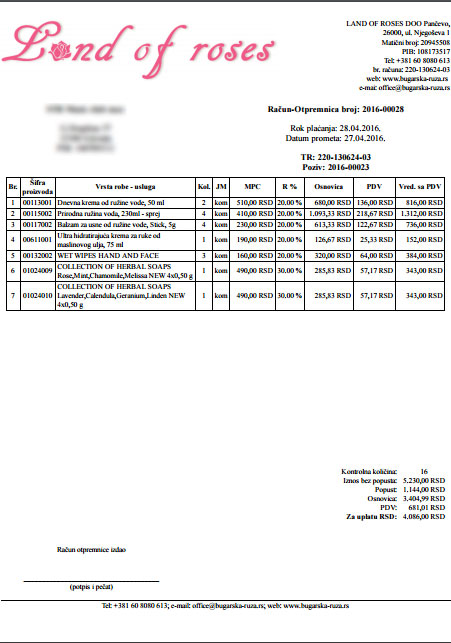 Land of roses
LAND OF ROSES DOO Pančevo,
26000, ul. Njegoševa 1
Matični broj: 20945508
PIB: 108173517
Tel: +381 60 8080 613
br. računa: 220-130624-03
web: www.bugarska-ruza.rs
e-mai: office@bugarska-ruza.rs
Račun-Otpremnica broj: 2016-00028
Rok plaćanja: 28.04.2016.
Datum prometa: 27.04.2016.
TR: 220-130624-03
Poziv: 2016-00023
Br. Šifra proizvoda Vrsta robe - usluga Kol. JM MPC R % Osnovica PDV Vred. sa PDV
1 00113001 Dnevna krema od ružine vode, 50 ml 2 kom 510,00 RSD 20.00 % 680,00 RSD 136,00 RSD 816,00 RSD
2 00115002 Prirodna ružina voda, 230ml - sprej 4 kom 410,00 RSD 20.00 % 1.093,33 RSD 218,67 RSD 1.312,00 RSD
3 00117002 Balzam za usne od ružine vode, Stick, 5g 4 kom 230,00 RSD 20.00 % 613,33 RSD 122,67 RSD 736,00 RSD
4 00611001 Ultra hidratirajuća krema za ruke od maslinovog ulja, 75 ml 1 kom 190,00 RSD 20.00 % 126,67 RSD 25,33 RSD 152,00 RSD
5 00132002 WET WIPES HAND AND FACE 3 kom 160,00 RSD 20.00 % 320,00 RSD 64,00 RSD 384,00 RSD
6 01024009 COLLECTION OF HERBAL SOAPS Rose,Mint,Chamomile,Melissa NEW 4x0,50 g 1 kom 490,00 RSD 30.00 % 285,83 RSD 57,17 RSD 343,00 RSD
7 01024010 COLLECTION OF HERBAL SOAPS Lavender,Calendula,Geranium,Linden NEW 4x0,50 g 1 kom 490,00 RSD 30.00 % 285,83 RSD 57,17 RSD 343,00 RSD
Kontrolna količina: 16
Iznos bez popusta: 5.230,00 RSD
Popust: 1.144,00 RSD
Osnovica: 3.404,99 RSD
PDV: 681,01 RSD
Za uplatu RSD: 4.086,00 RSD
Račun otpremnice izdao
(potpis i pečat)
Tel: +381 60 8080 613; e-mail: office@bugarska-ruza.rs; web: www.bugarska-ruza.rs